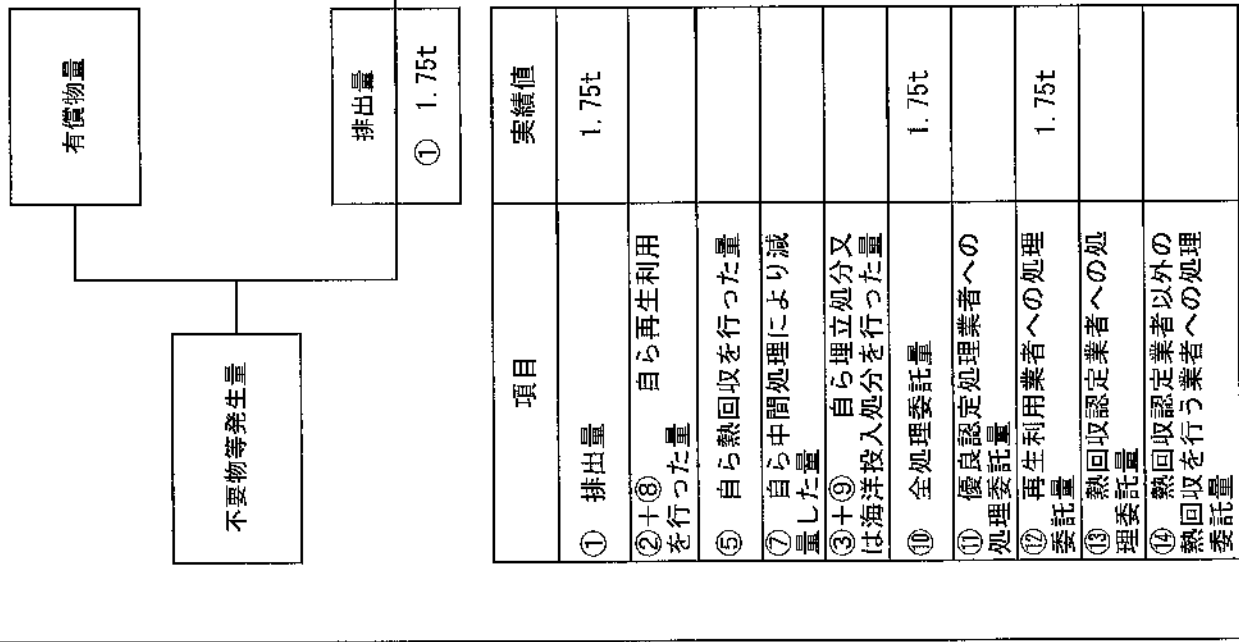 有償物量
不要物等発生量
排出量
① 1.75t
項目
実績値
① 排出量
1.75t
②+⑧ 自ら再生利用
を行った量
⑤ 自ら熱回収を行った量
⑦ 自ら中間処理により減
量した量
③+⑨ 自ら埋立処分又
は海洋投入処分を行った量
⑩ 全処理委託量
1.75t
⑪ 優良認定処理業者への
処理委託量
⑫ 再生利用業者への処理
委託量
1.75t
⑬ 熱回収認定業者への処
理委託量
⑭ 熱回収認定業者以外の
熱回収を行う業者への処理
委託量